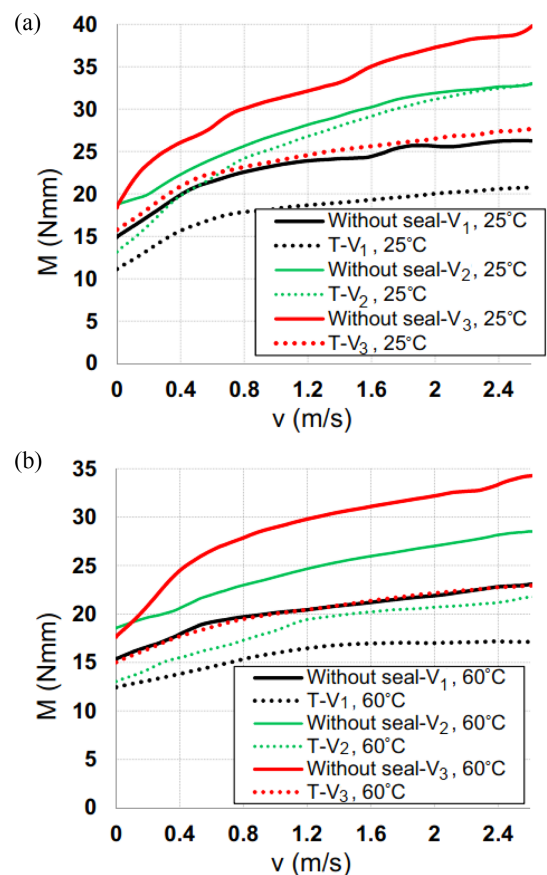 (a)
40
35
30
25
20
15
10
5
0
M (Nmm)
Without seal-V₁, 25°C
T-V₁, 25°C
Without seal-V₂, 25°C
T-V₂, 25°C
Without seal-V₃, 25°C
T-V₃, 25°C
0 0.4 0.8 1.2 1.6 2 2.4
v (m/s)
(b)
35
30
25
20
15
10
5
0
M (Nmm)
Without seal-V₁, 60°C
T-V₁, 60°C
Without seal-V₂, 60°C
T-V₂, 60°C
Without seal-V₃, 60°C
T-V₃, 60°C
0 0.4 0.8 1.2 1.6 2 2.4
v (m/s)